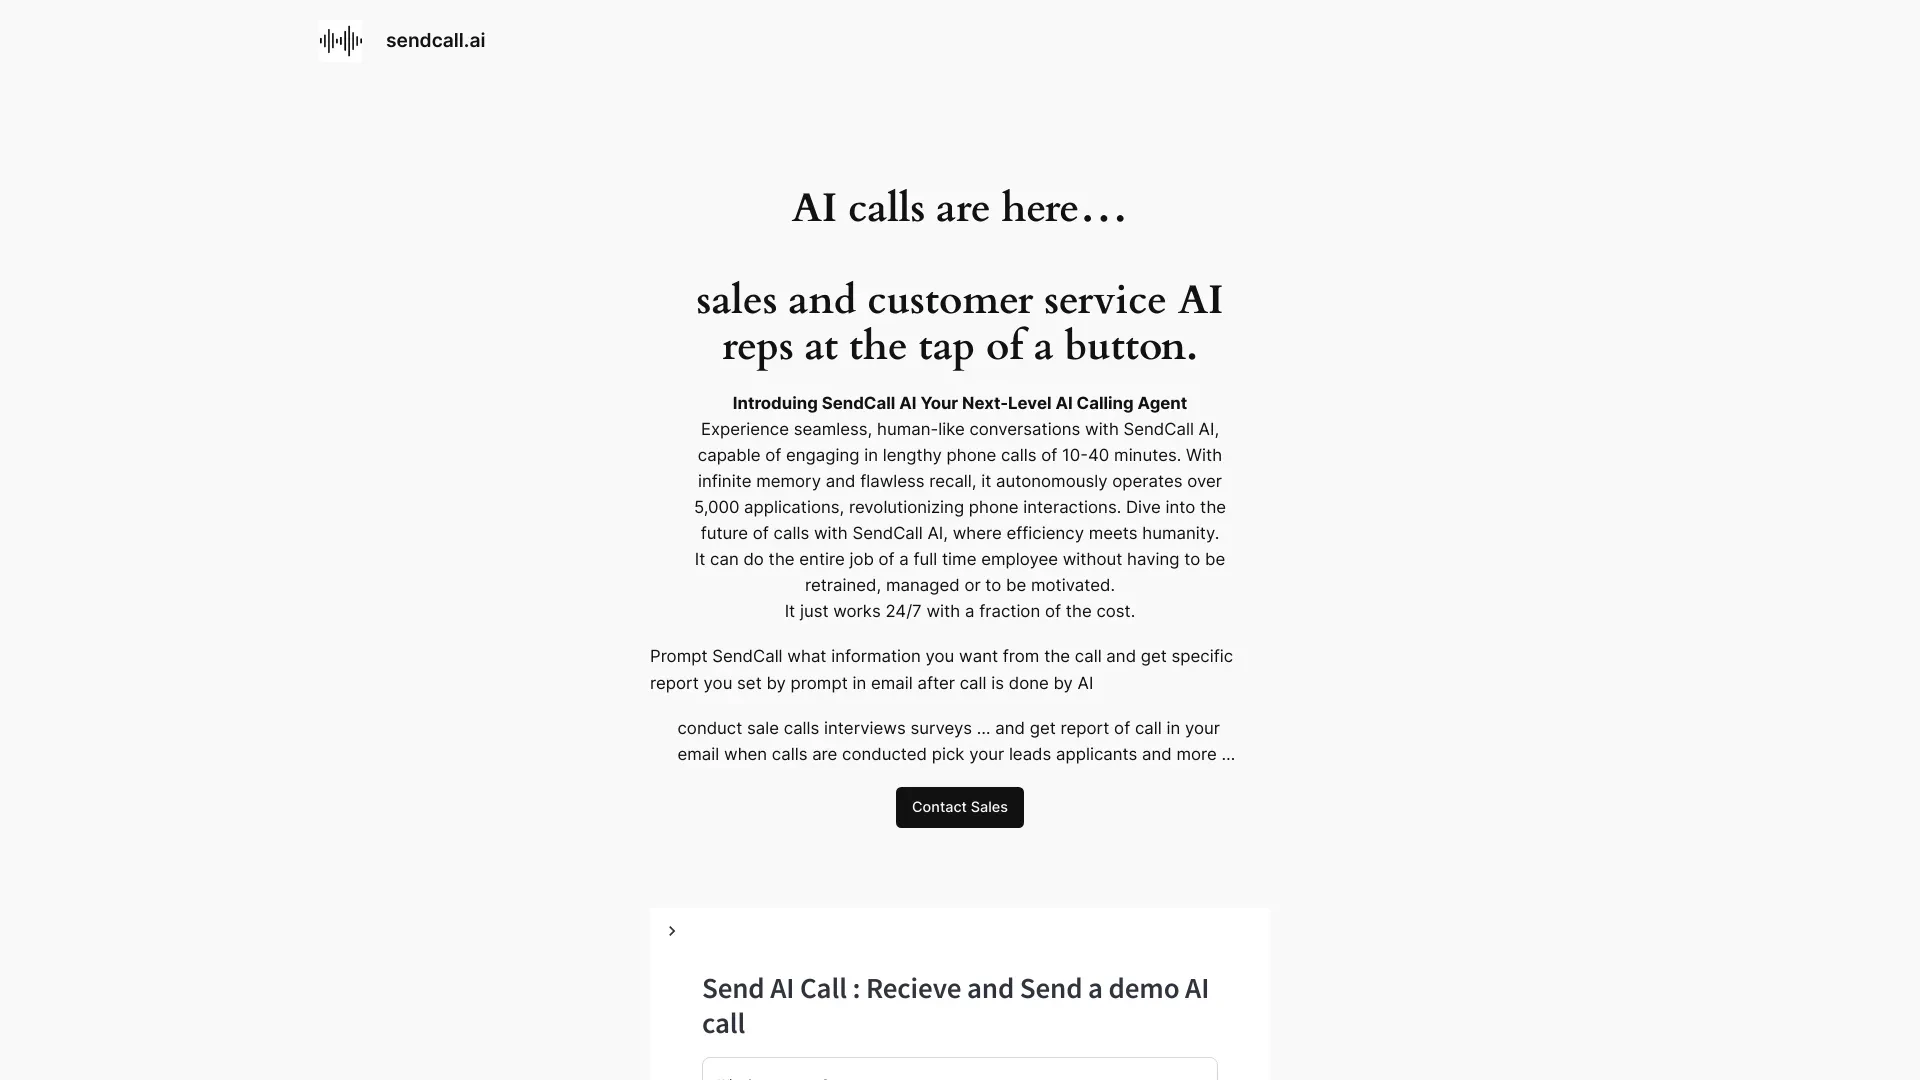 sendcall.ai
AI calls are here…
sales and customer service AI
reps at the tap of a button.
Introduing SendCall AI Your Next-Level AI Calling Agent
Experience seamless, human-like conversations with SendCall AI,
capable of engaging in lengthy phone calls of 10-40 minutes. With
infinite memory and flawless recall, it autonomously operates over
5,000 applications, revolutionizing phone interactions. Dive into the
future of calls with SendCall AI, where efficiency meets humanity.
It can do the entire job of a full time employee without having to be
retrained, managed or to be motivated.
It just works 24/7 with a fraction of the cost.
Prompt SendCall what information you want from the call and get specific
report you set by prompt in email after call is done by AI
conduct sale calls interviews surveys … and get report of call in your
email when calls are conducted pick your leads applicants and more …
Contact Sales
Send AI Call : Recieve and Send a demo AI
call